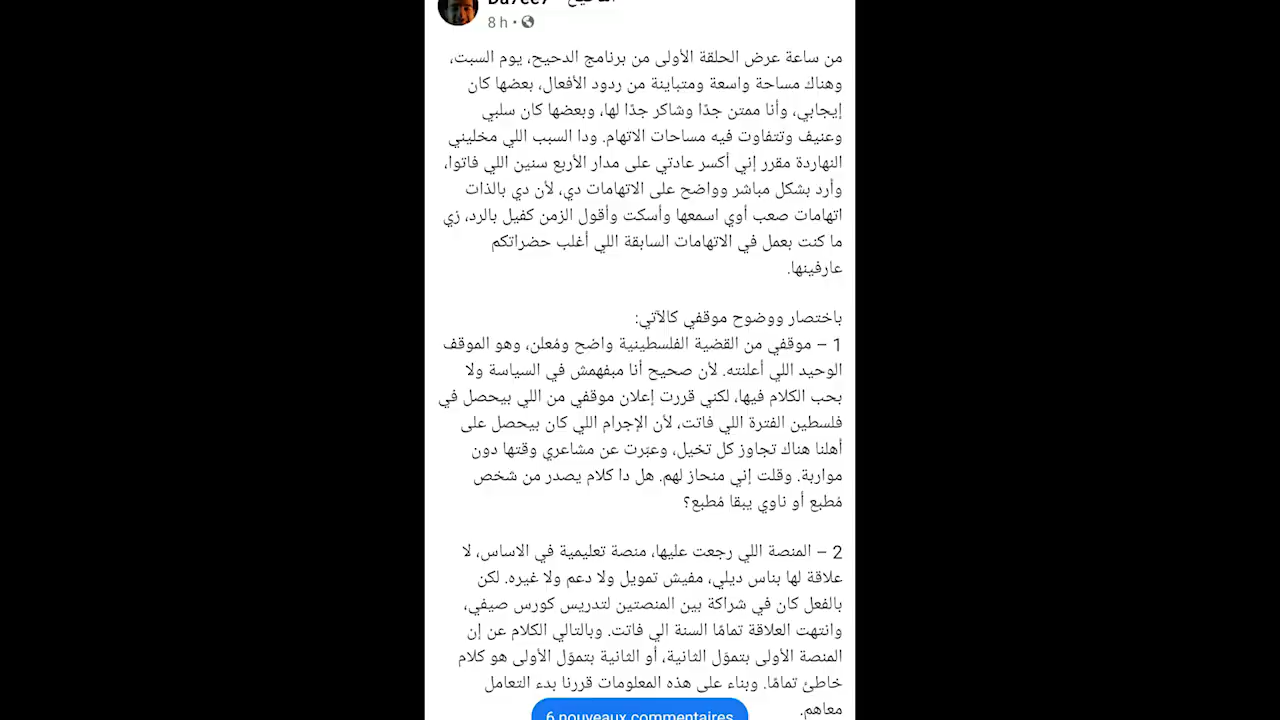 8 h
من ساعة عرض الحلقة الأولى من برنامج الدحيح، يوم السبت،
وهناك مساحة واسعة ومتباينة من ردود الأفعال، بعضها كان
إيجابي، وأنا ممتن جدًا وشاكر جدًا لها، وبعضها كان سلبي
وعنيف وتتفاوت فيه مساحات الاتهام. ودا السبب اللي مخليني
النهاردة مقرر إني أكسر عادتي على مدار الأربع سنين اللي فاتوا،
وأرد بشكل مباشر وواضح على الاتهامات دي، لأن دي بالذات
اتهامات صعب أوي اسمعها وأسكت وأقول الزمن كفيل بالرد، زي
ما كنت بعمل في الاتهامات السابقة اللي أغلب حضراتكم
عارفينها.
باختصار ووضوح موقفي كالآتي:
1 – موقفي من القضية الفلسطينية واضح ومُعلن، وهو الموقف
الوحيد اللي أعلنته. لأن صحيح أنا مبفهمش في السياسة ولا
بحب الكلام فيها، لكني قررت إعلان موقفي من اللي بيحصل في
فلسطين الفترة اللي فاتت، لأن الإجرام اللي كان بيحصل على
أهلنا هناك تجاوز كل تخيل، وعبَرت عن مشاعري وقتها دون
مواربة. وقلت إني منحاز لهم. هل دا كلام يصدر من شخص
مُطبع أو ناوي يبقا مُطبع؟
2 – المنصة اللي رجعت عليها، منصة تعليمية في الاساس، لا
علاقة لها بناس ديلي، مفيش تمويل ولا دعم ولا غيره. لكن
بالفعل كان في شراكة بين المنصتين لتدريس كورس صيفي،
وانتهت العلاقة تمامًا السنة الي فاتت. وبالتالي الكلام عن إن
المنصة الأولى بتموّل الثانية، أو الثانية بتموّل الأولى هو كلام
خاطئ تمامًا. وبناء على هذه المعلومات قررنا بدء التعامل
معاهم.
6 nouveaux commentaires